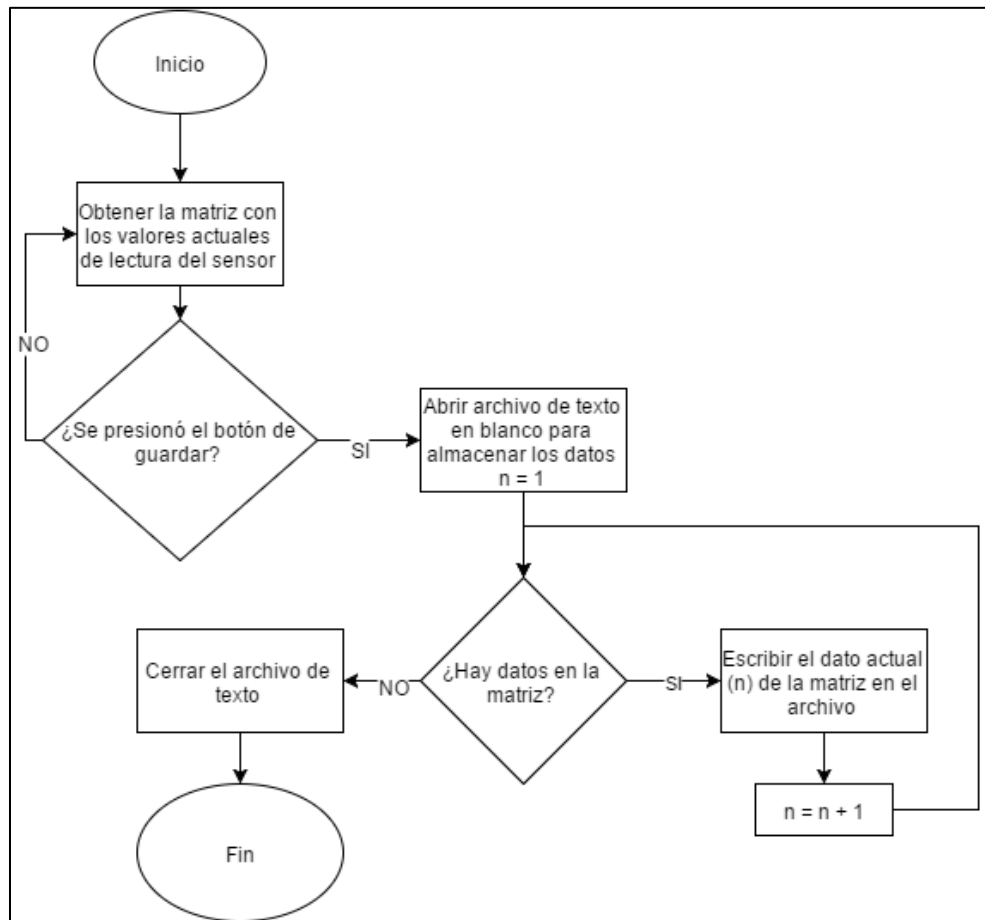 Inicio
Obtener la matriz con
los valores actuales
de lectura del sensor
NO
¿Se presionó el botón de
guardar?
SI
Abrir archivo de texto
en blanco para
almacenar los datos
n = 1
¿Hay datos en la
matriz?
SI
Escribir el dato actual
(n) de la matriz en el
archivo
n = n + 1
NO
Cerrar el archivo de
texto
Fin